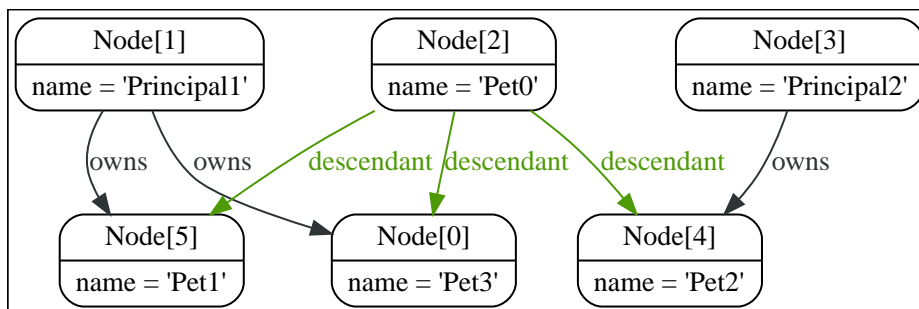 Node[1]
name = 'Principal1'
Node[2]
name = 'Pet0'
Node[3]
name = 'Principal2'
owns
owns
descendant
descendant
descendant
owns
Node[5]
name = 'Pet1'
Node[0]
name = 'Pet3'
Node[4]
name = 'Pet2'